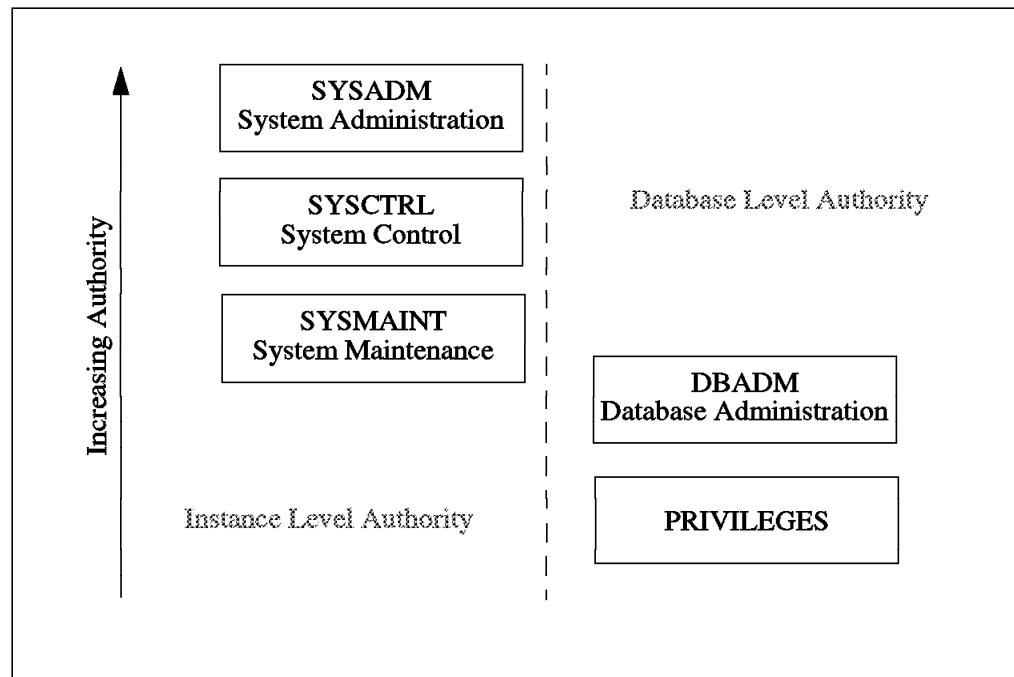 SYSADM
System Administration
SYSCTRL
System Control
SYSMAINT
System Maintenance
Increasing Authority
Instance Level Authority
Database Level Authority
DBADM
Database Administration
PRIVILEGES